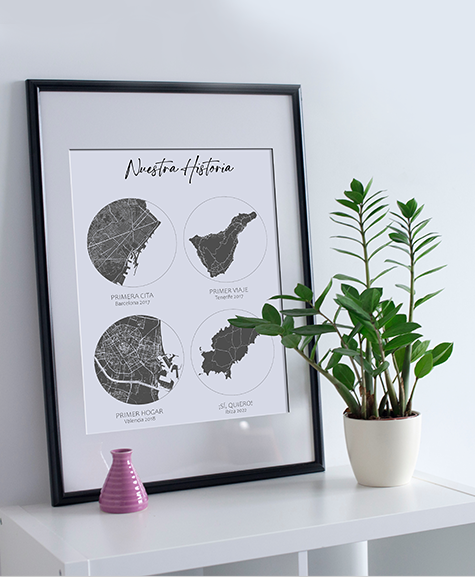 Nuestra Historia
PRIMERA CITA
Barcelona 2017
PRIMER VIAJE
Tenerife 2017
PRIMER HOGAR
Valencia 2018
¡SÍ, QUIERO!
Ibiza 2022